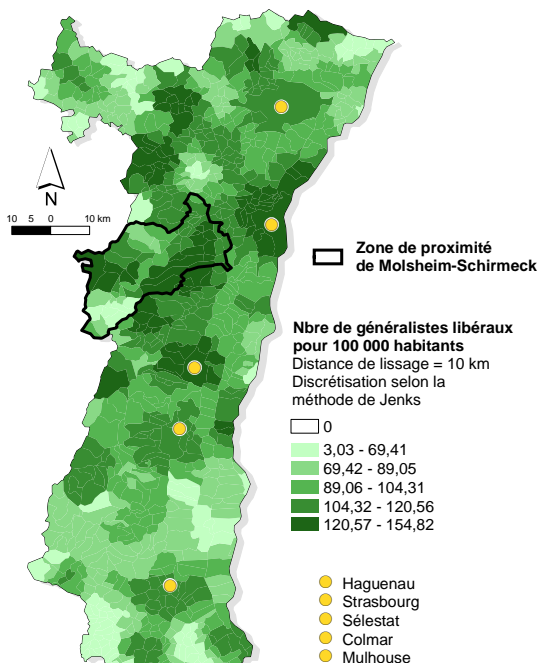 N
10 5 0 10 km
Zone de proximité
de Molsheim-Schirmeck
Nbre de généralistes libéraux
pour 100 000 habitants
Distance de lissage = 10 km
Discrétisation selon la
méthode de Jenks
0
3,03 - 69,41
69,42 - 89,05
89,06 - 104,31
104,32 - 120,56
120,57 - 154,82
Haguenau
Strasbourg
Sélestat
Colmar
Mulhouse